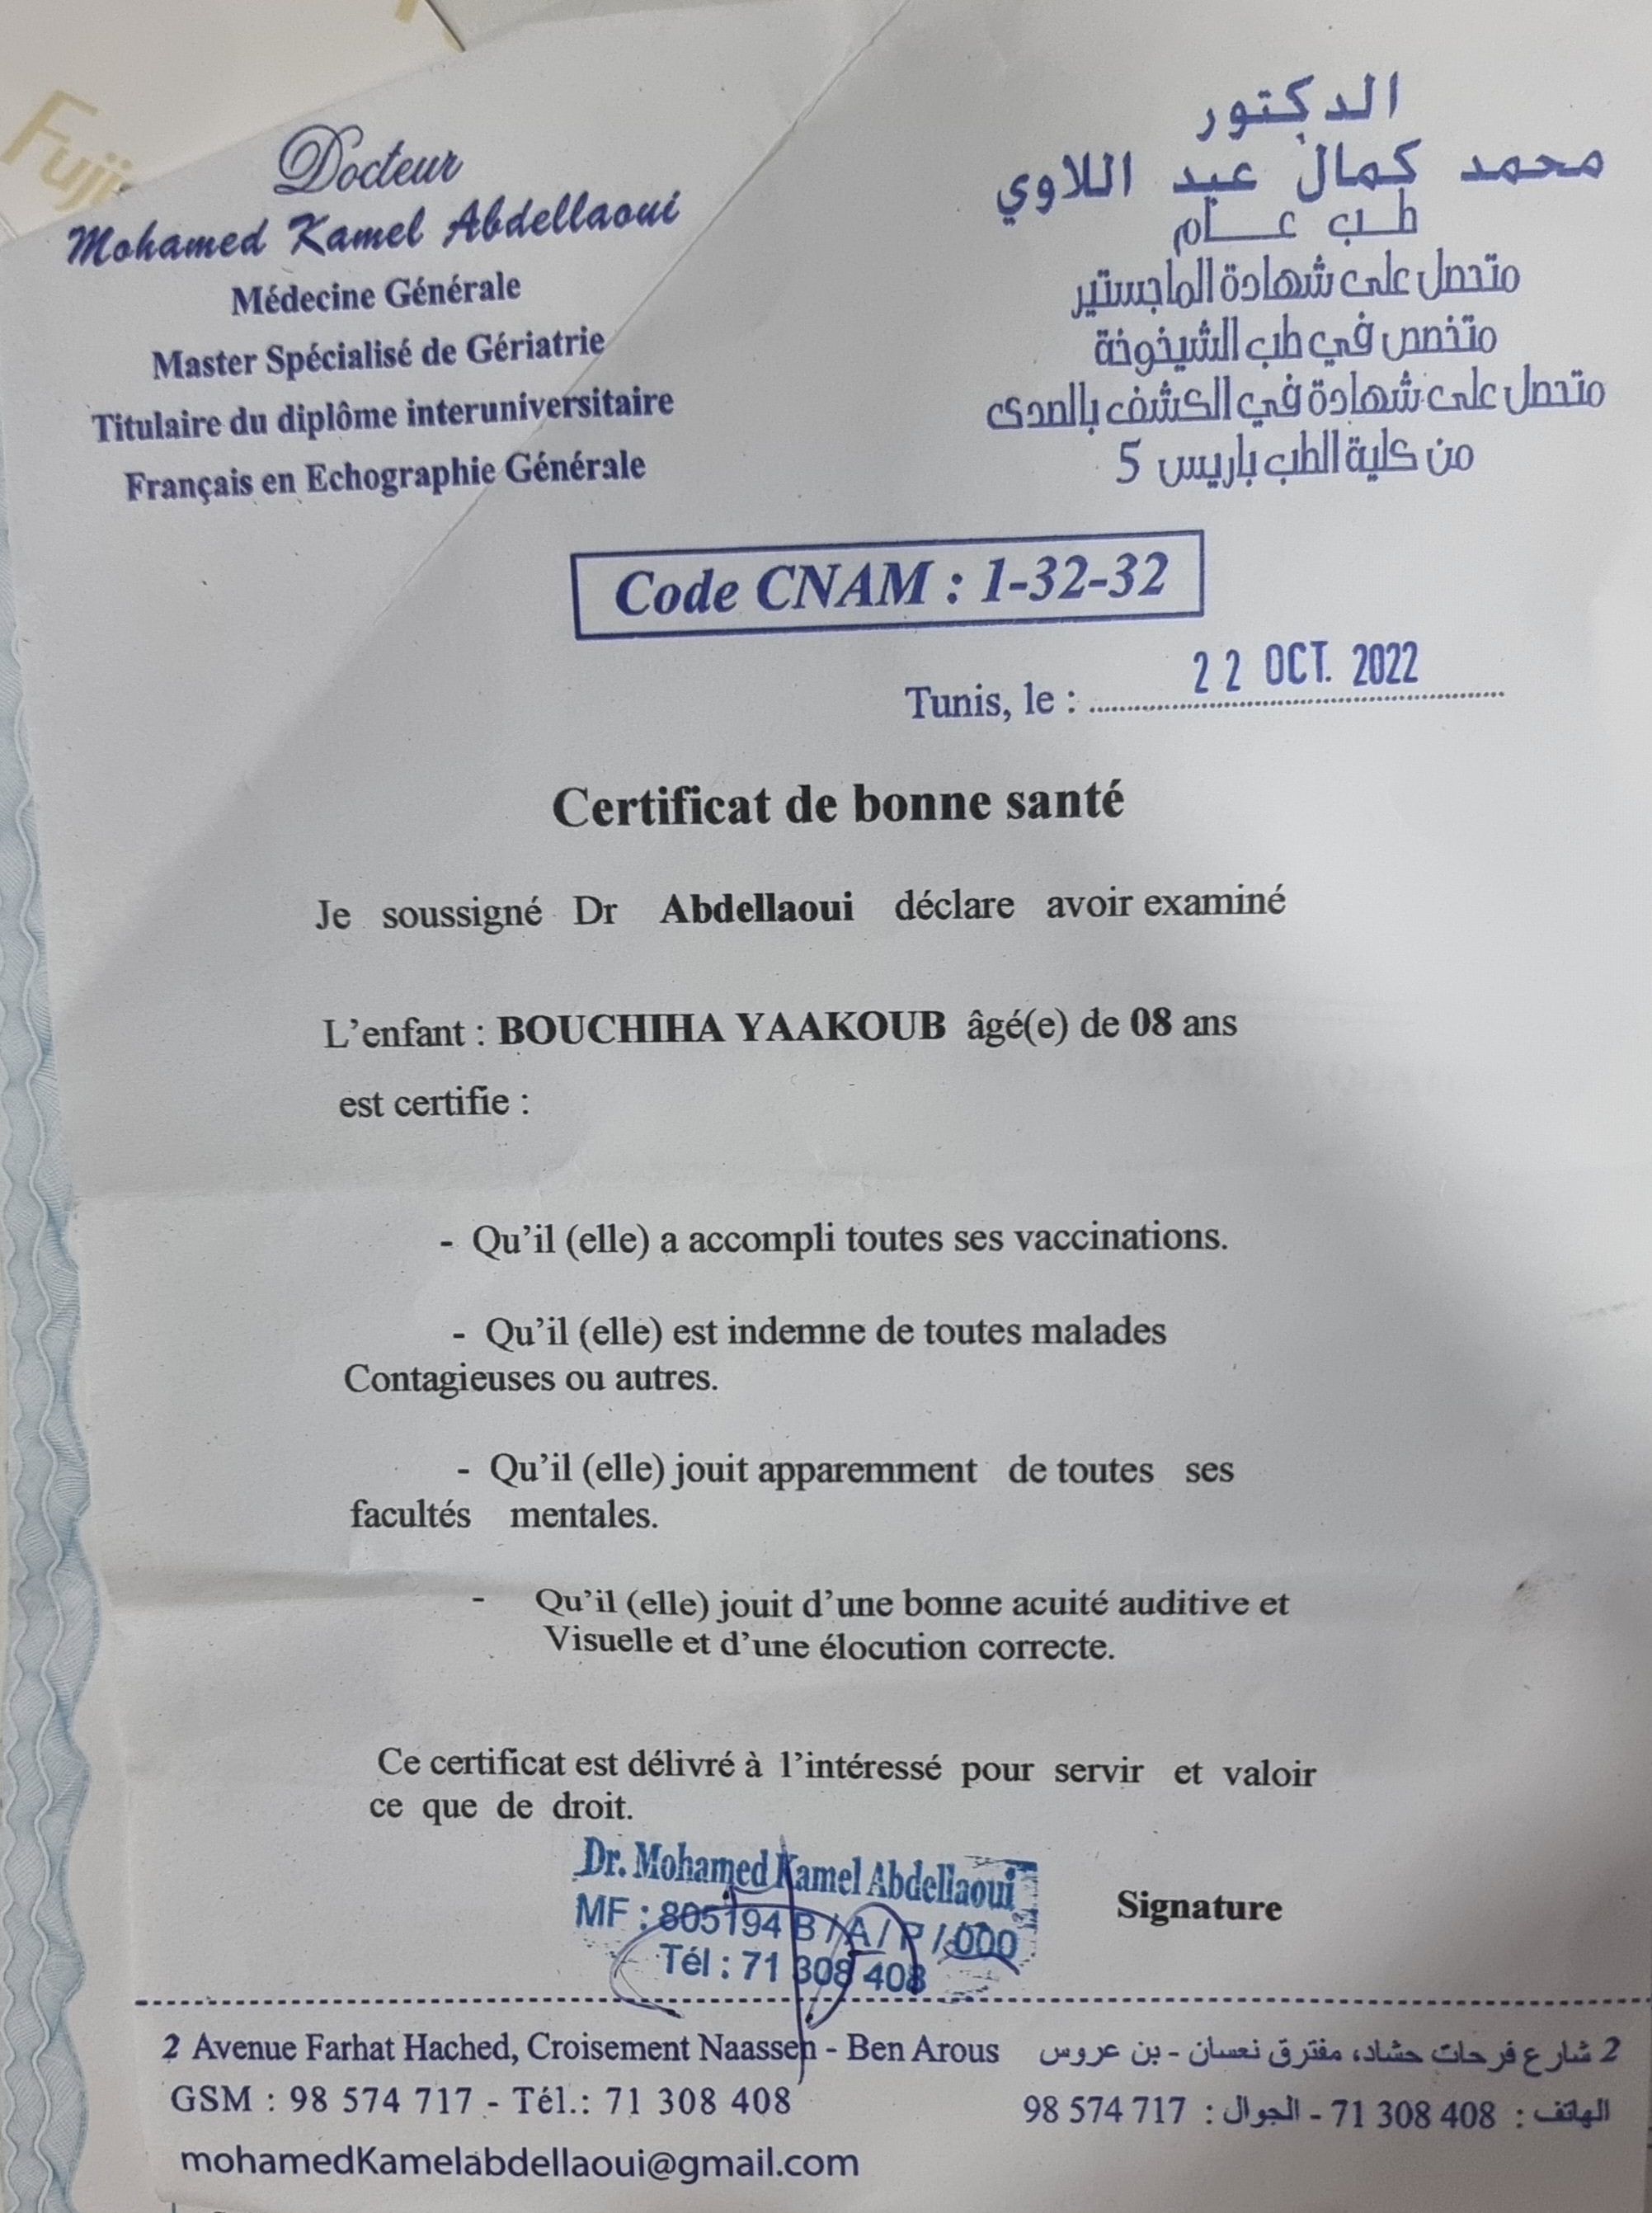 Fuji
Docteur
Mohamed Kamel Abdellaoui
Médecine Générale
Master Spécialisé de Gériatrie
Titulaire du diplôme interuniversitaire
Français en Echographie Générale
الدكتور
محمد كمال عبد اللاوي
طب عام
متحصل على شهادة الماجستير
متخصص في طب الشيخوخة
متحصل على شهادة في الكشف بالصدى
من كلية الطب باريس 5
Code CNAM : 1-32-32
Tunis, le : 22 OCT. 2022
Certificat de bonne santé
Je soussigné Dr Abdellaoui déclare avoir examiné
L'enfant : BOUCHIHA YAAKOUB âgé(e) de 08 ans
est certifie :
- Qu'il (elle) a accompli toutes ses vaccinations.
- Qu'il (elle) est indemne de toutes malades
Contagieuses ou autres.
- Qu'il (elle) jouit apparemment de toutes ses
facultés mentales.
- Qu'il (elle) jouit d'une bonne acuité auditive et
Visuelle et d'une élocution correcte.
Ce certificat est délivré à l'intéressé pour servir et valoir
ce que de droit.
Dr. Mohamed Kamel Abdellaoui
MF : 805194 B / A / P / 000
Tél : 71 308 408
Signature
2 Avenue Farhat Hached, Croisement Naassen - Ben Arous
GSM : 98 574 717 - Tél.: 71 308 408
mohamedKamelabdellaoui@gmail.com
2 شارع فرحات حشاد، مفترق نعسان - بن عروس
الهاتف : 71 308 408 - الجوال : 98 574 717